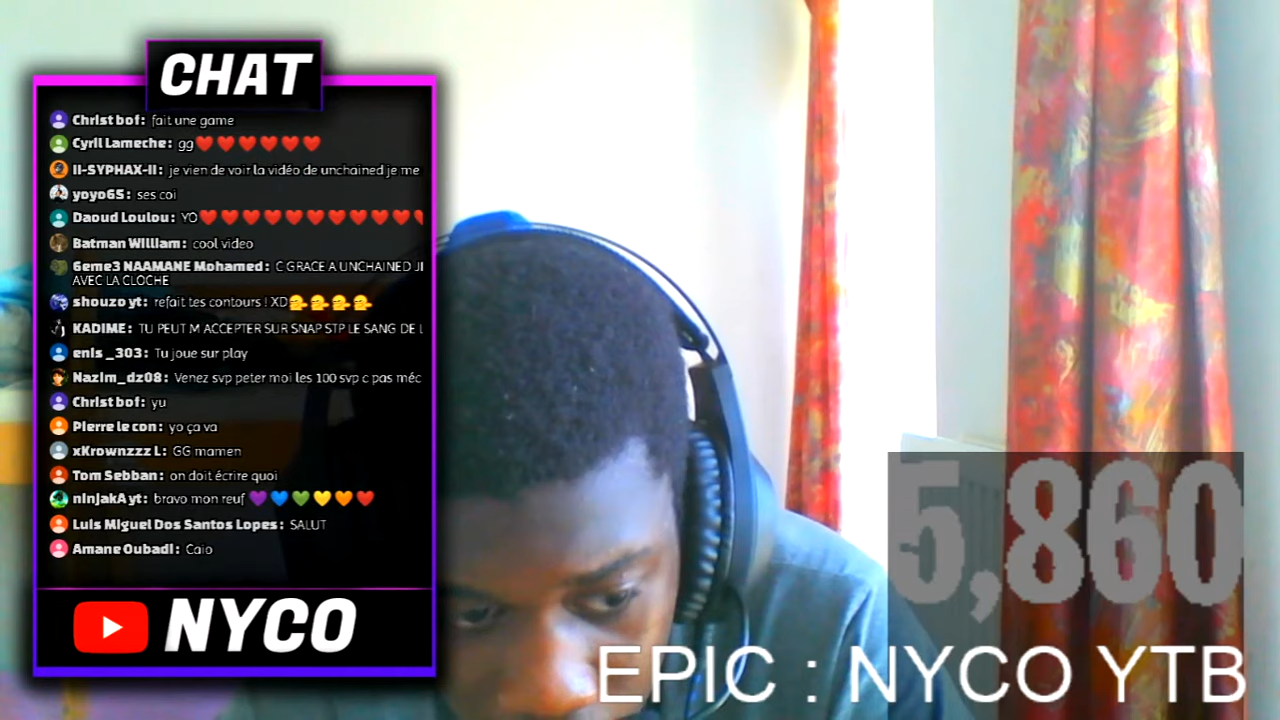 CHAT
Christ bof: fait une game
Cyril Lameche: gg❤️❤️❤️❤️❤️❤️
II-SYPHAX-II: je vien de voir la vidéo de unchained je me
yoyo65: ses coi
Daoud Loulou: YO❤️❤️❤️❤️❤️❤️❤️❤️❤️❤️❤️
Batman William: cool video
6eme3 NAAMANE Mohamed: C GRACE A UNCHAINED
AVEC LA CLOCHE
shouzo yt: refait tes contours ! XD
KADIME: TU PEUT M ACCEPTER SUR SNAP STP LE SANG DE
enis_303: Tu joue sur play
Nazim_dz08: Venez svp peter moi les 100 svp c pas méc
Christ bof: yu
Pierre le con: yo ça va
xKrownzzz L: GG mamen
Tom Sebban: on doit écrire quoi
ninjakA yt: bravo mon reuf 💜💙💚💛🧡❤️
Luis Miguel Dos Santos Lopes: SALUT
Amane Oubadi: Caio
NYCO
5,860
EPIC : NYCO YTB